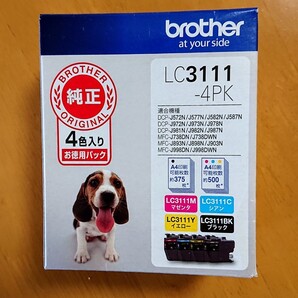 brother
at your side
LC3111
-4PK
BROTHER
純正
ORIGINAL
4色入り
お徳用パック
適合機種
DCP-J572N/J577N/J582N/J587N
DCP-J972N/J973N/J978N
DCP-J981N/J982N/J987N
MFC-J738DN/J738DWN
MFC-J893N/J898N/J903N
MFC-J998DN/J998DWN
A4印刷
可能枚数
約375
枚
A4印刷
可能枚数
約500
枚
LC3111M
マゼンタ
LC3111C
シアン
LC3111Y
イエロー
LC3111BK
ブラック